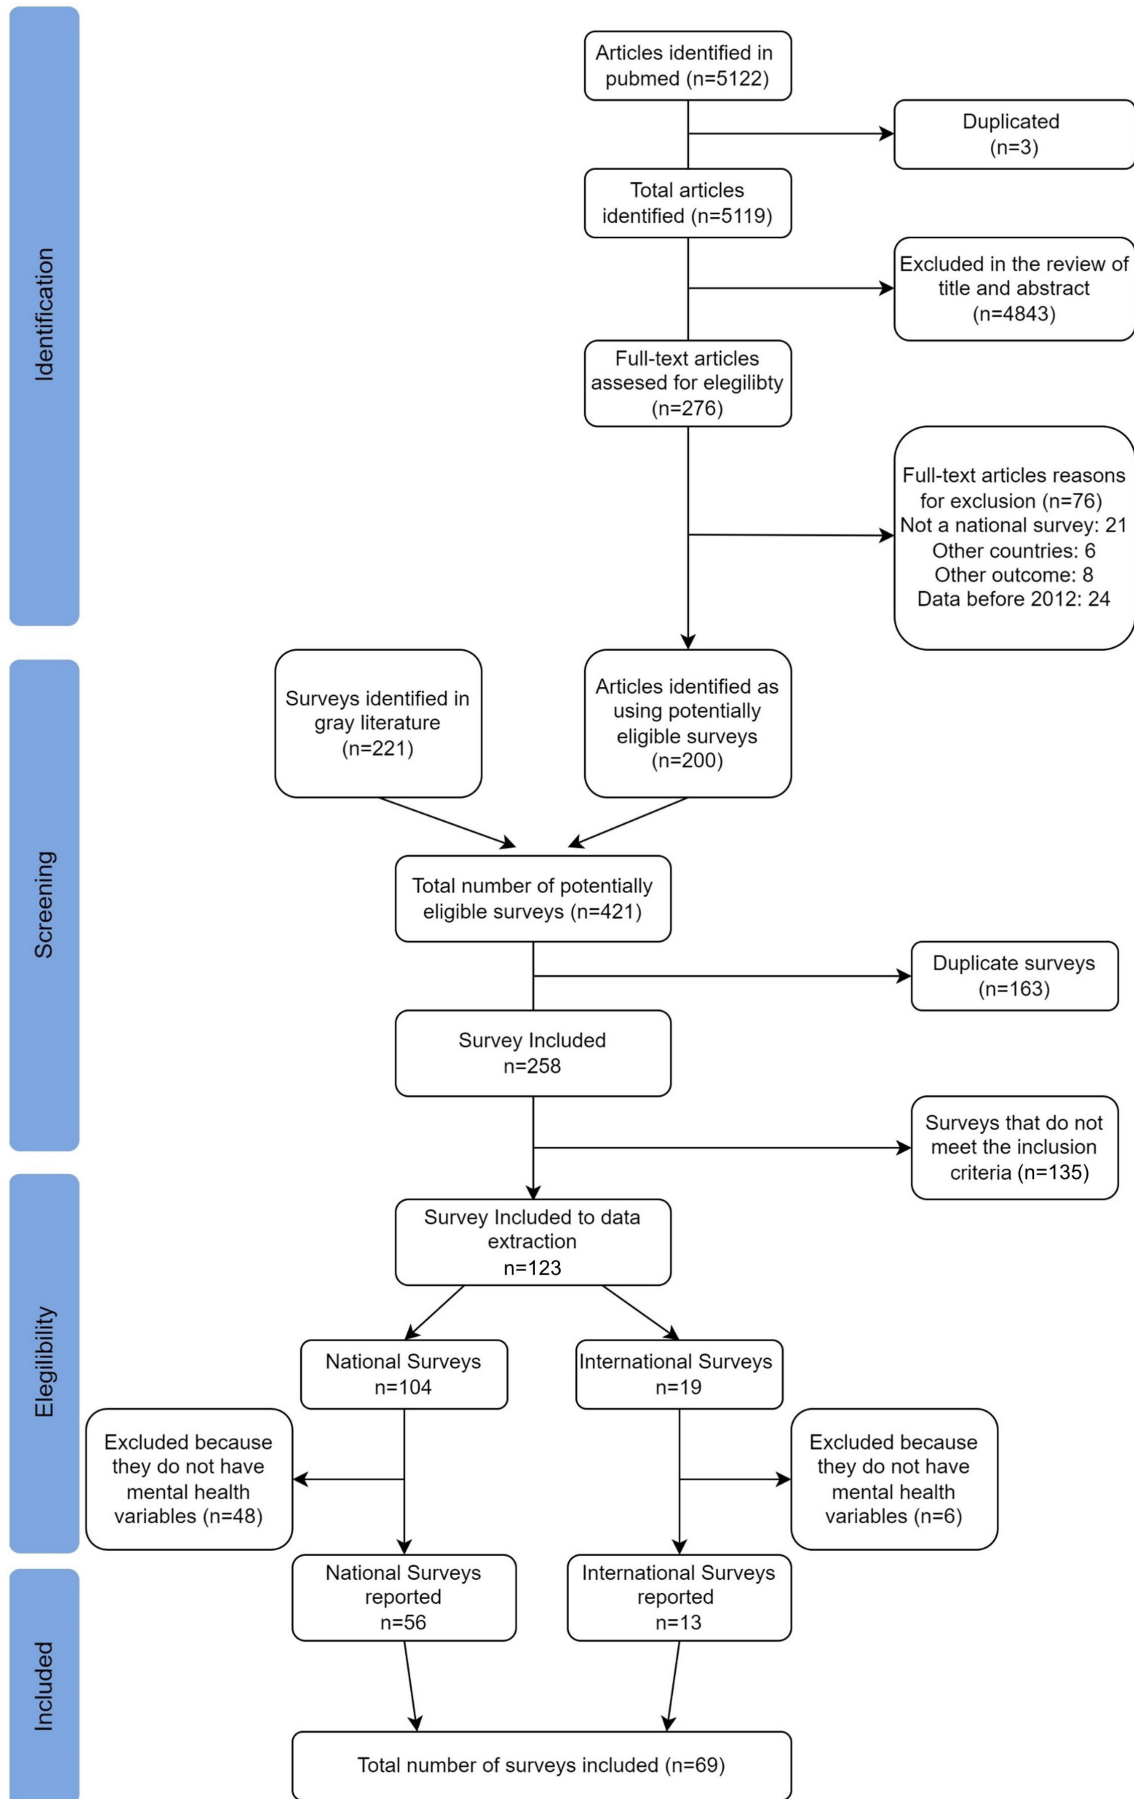 Identification
Articles identified in
pubmed (n=5122)
Duplicated
(n=3)
Total articles
identified (n=5119)
Excluded in the review of
title and abstract
(n=4843)
Full-text articles
assesed for elegilibty
(n=276)
Full-text articles reasons
for exclusion (n=76)
Not a national survey: 21
Other countries: 6
Other outcome: 8
Data before 2012: 24
Screening
Surveys identified in
gray literature
(n=221)
Articles identified as
using potentially
eligible surveys
(n=200)
Total number of potentially
eligible surveys (n=421)
Duplicate surveys
(n=163)
Survey Included
n=258
Surveys that do not
meet the inclusion
criteria (n=135)
Elegilibility
Survey Included to data
extraction
n=123
National Surveys
n=104
International Surveys
n=19
Excluded because
they do not have
mental health
variables (n=48)
Excluded because
they do not have
mental health
variables (n=6)
Included
National Surveys
reported
n=56
International Surveys
reported
n=13
Total number of surveys included (n=69)